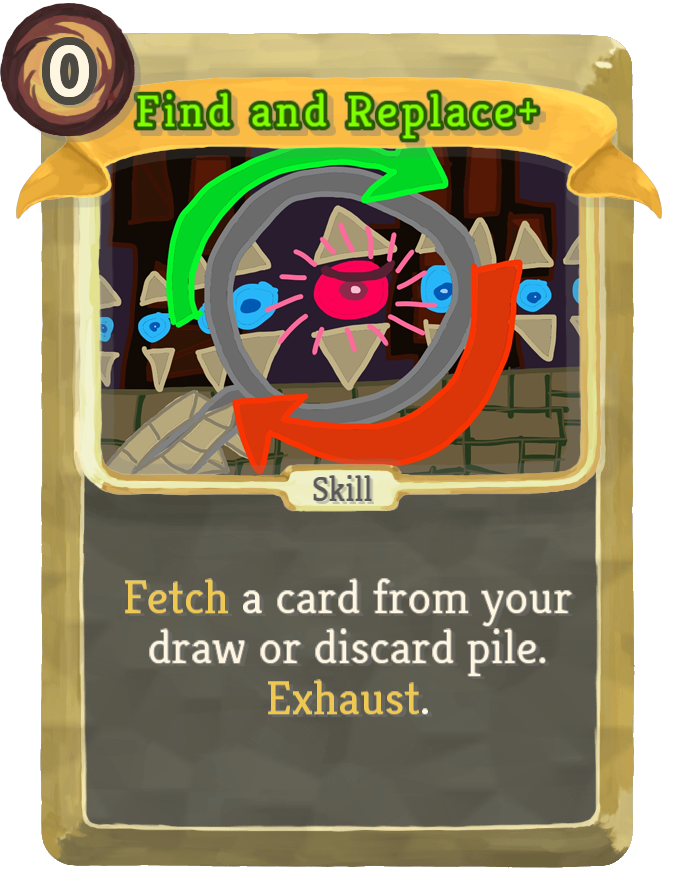 0
Find and Replace+
Skill
Fetch a card from your
draw or discard pile.
Exhaust.